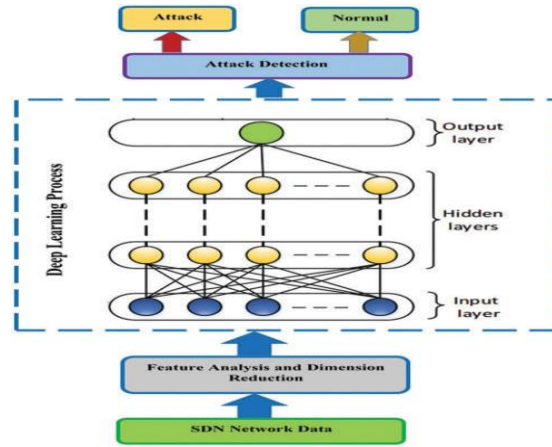 Attack
Normal
Attack Detection
Deep Learning Process
Output
layer
Hidden
layers
Input
layer
Feature Analysis and Dimension
Reduction
SDN Network Data